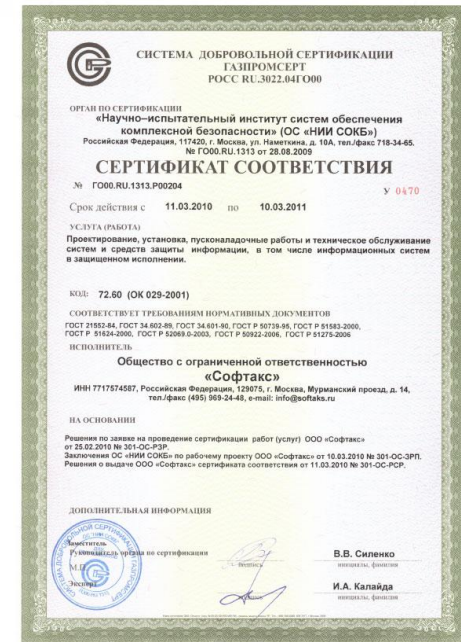 СИСТЕМА ДОБРОВОЛЬНОЙ СЕРТИФИКАЦИИ
ГАЗПРОМСЕРТ
РОСС RU.3022.04ГО00
ОРГАН ПО СЕРТИФИКАЦИИ
«Научно–испытательный институт систем обеспечения
комплексной безопасности» (ОС «НИИ СОКБ»)
Российская Федерация, 117420, г. Москва, ул. Наметкина, д. 10А, тел./факс 718-34-65.
№ ГО00.RU.1313 от 28.08.2009
СЕРТИФИКАТ СООТВЕТСТВИЯ
№ ГО00.RU.1313.Р00204
У 0470
Срок действия с 11.03.2010 по 10.03.2011
УСЛУГА (РАБОТА)
Проектирование, установка, пусконаладочные работы и техническое обслуживание
систем и средств защиты информации, в том числе информационных систем
в защищенном исполнении.
КОД: 72.60 (ОК 029-2001)
СООТВЕТСТВУЕТ ТРЕБОВАНИЯМ НОРМАТИВНЫХ ДОКУМЕНТОВ
ГОСТ 21552-84, ГОСТ 34.602-89, ГОСТ 34.601-90, ГОСТ Р 50739-95, ГОСТ Р 51583-2000,
ГОСТ Р 51624-2000, ГОСТ Р 52069.0-2003, ГОСТ Р 50922-2006, ГОСТ Р 51275-2006
ИСПОЛНИТЕЛЬ
Общество с ограниченной ответственностью
«Софтакс»
ИНН 7717574587, Российская Федерация, 129075, г. Москва, Мурманский проезд, д. 14,
тел./факс (495) 969-24-48, e-mail: info@softaks.ru
НА ОСНОВАНИИ
Решения по заявке на проведение сертификации работ (услуг) ООО «Софтакс»
от 25.02.2010 № 301-ОС-РЗР.
Заключения ОС «НИИ СОКБ» по рабочему проекту ООО «Софтакс» от 10.03.2010 № 301-ОС-ЗРП.
Решения о выдаче ООО «Софтакс» сертификата соответствия от 11.03.2010 № 301-ОС-РСР.
ДОПОЛНИТЕЛЬНАЯ ИНФОРМАЦИЯ
Заместитель
Руководитель органа по сертификации
подпись
В.В. Силенко
инициалы, фамилия
М.П.
Эксперт
подпись
И.А. Калайда
инициалы, фамилия